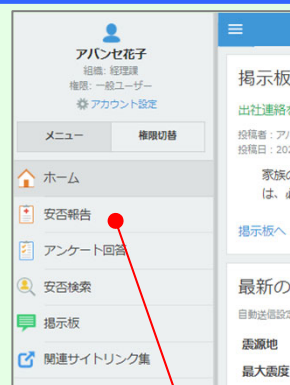 アバンセ花子
組織: 経理課
権限: 一般ユーザー
アカウント設定
メニュー
権限切替
ホーム
安否報告
アンケート回答
安否検索
掲示板
関連サイトリンク集
掲示板
出社連絡
投稿者：アバ
投稿日：202
家族の
は、
掲示板へ
最新の
自動送信設定
震源地
最大震度